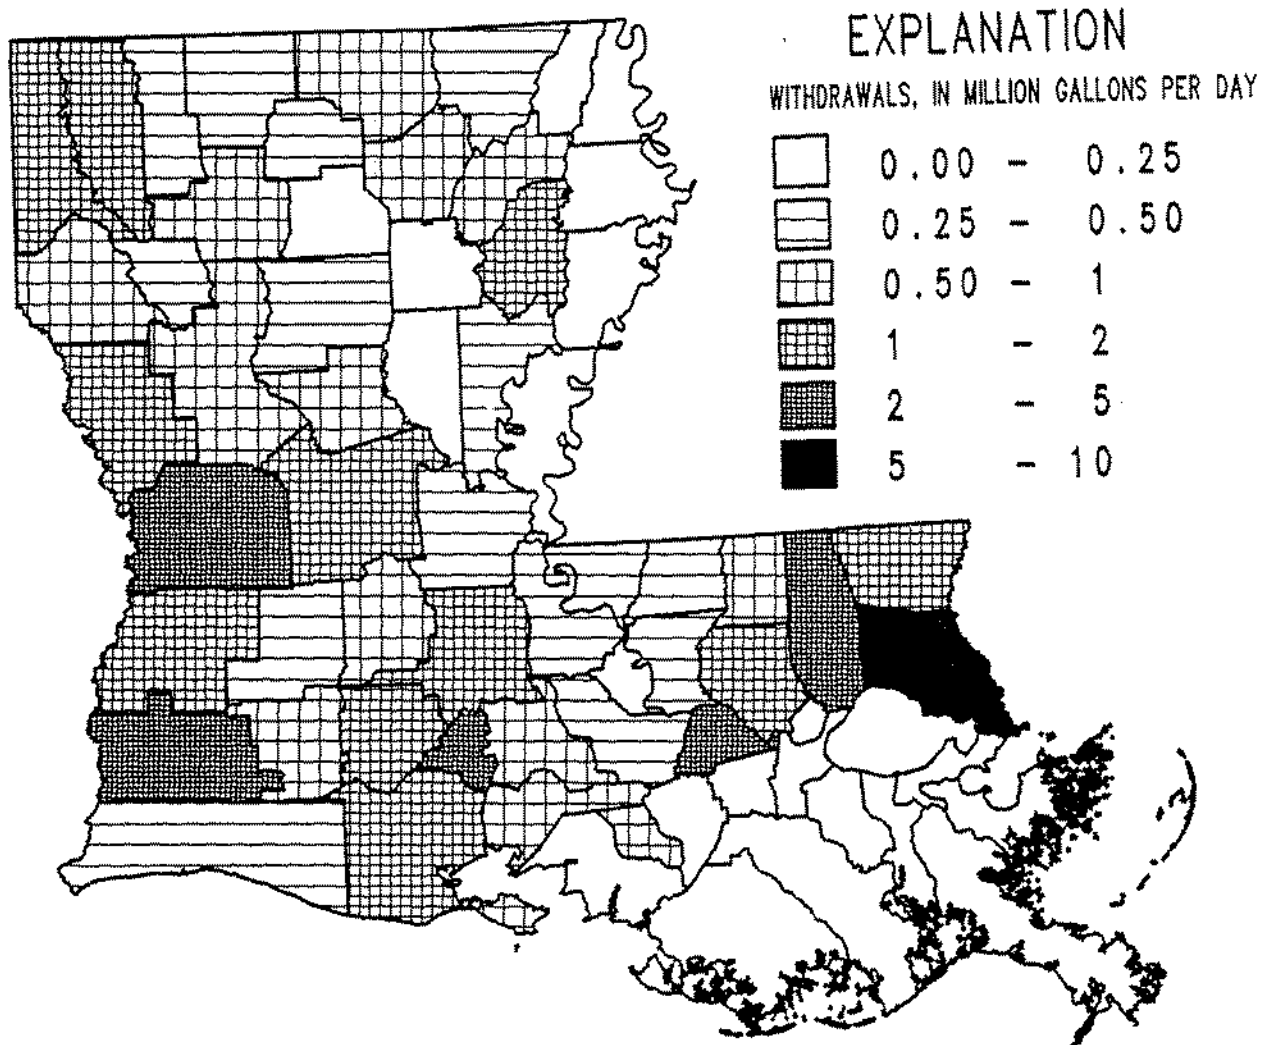 EXPLANATION
WITHDRAWALS, IN MILLION GALLONS PER DAY
0.00 - 0.25
0.25 - 0.50
0.50 - 1
1 - 2
2 - 5
5 - 10